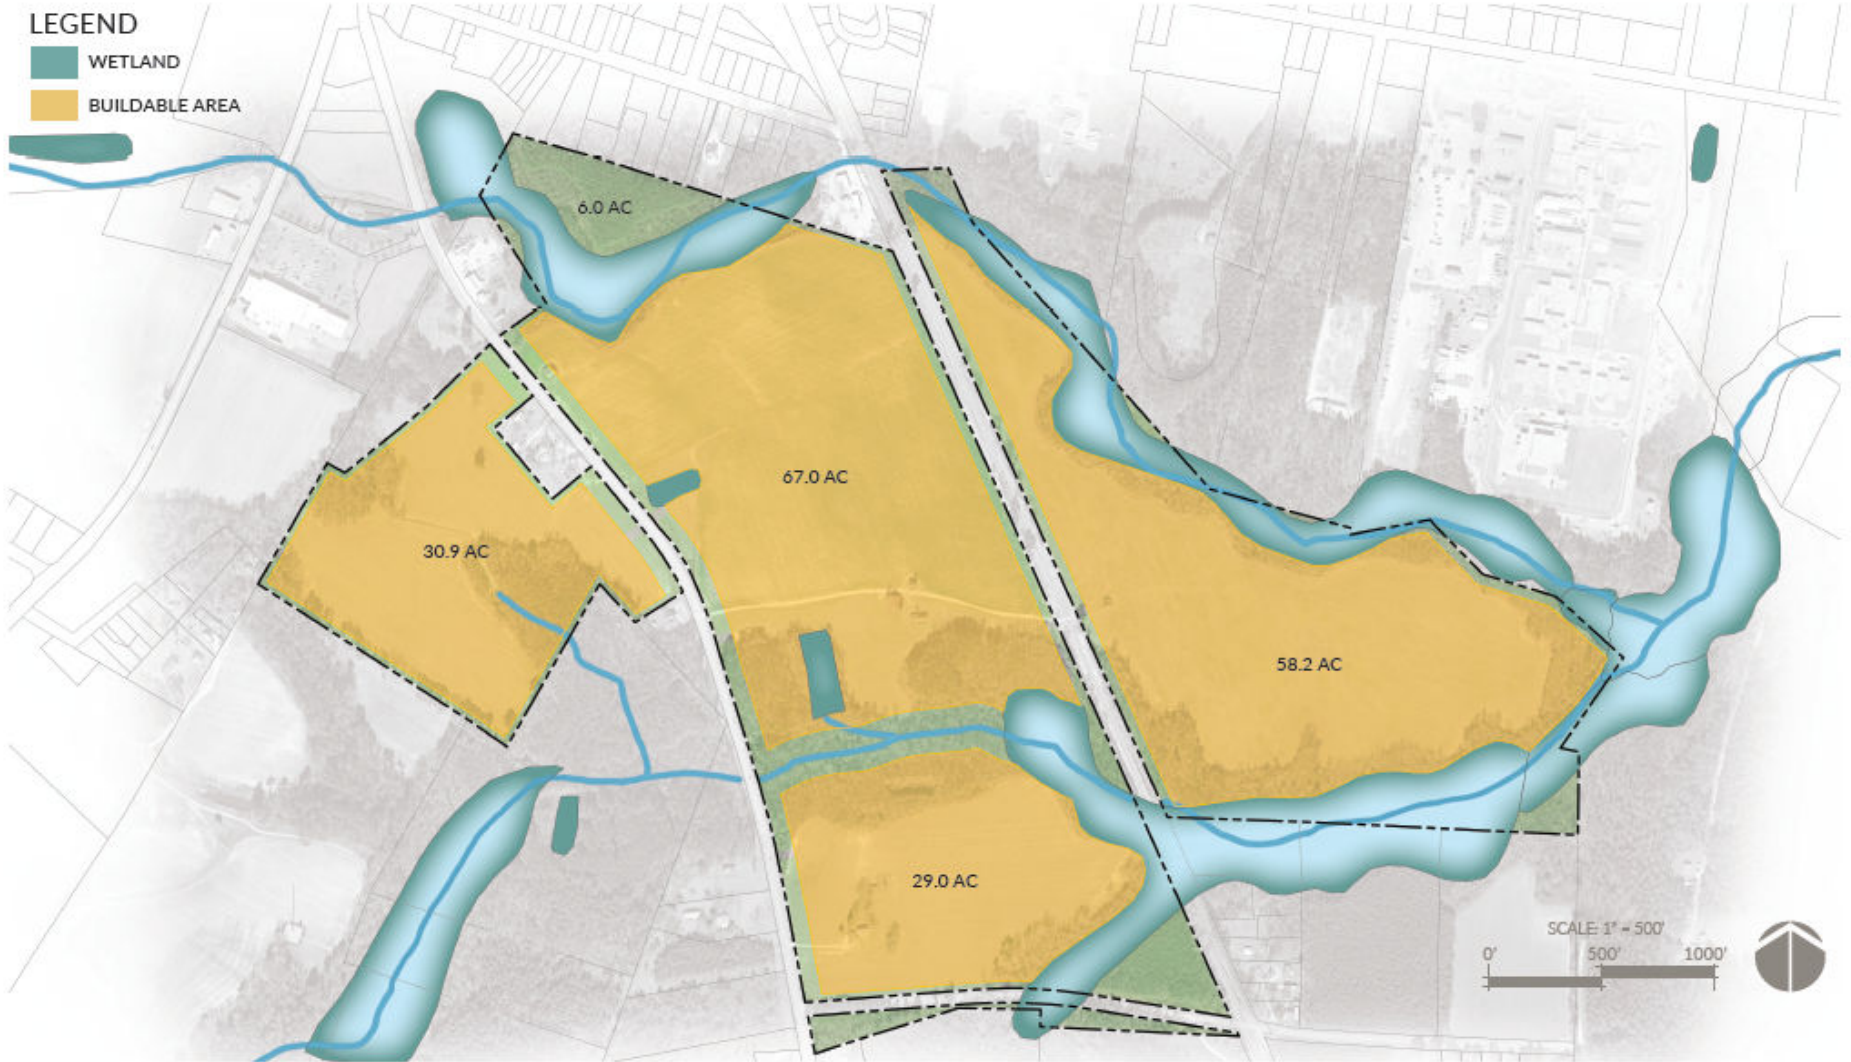 LEGEND
WETLAND
BUILDABLE AREA
6.0 AC
67.0 AC
30.9 AC
58.2 AC
29.0 AC
SCALE: 1" = 500'
0' 500' 1000'